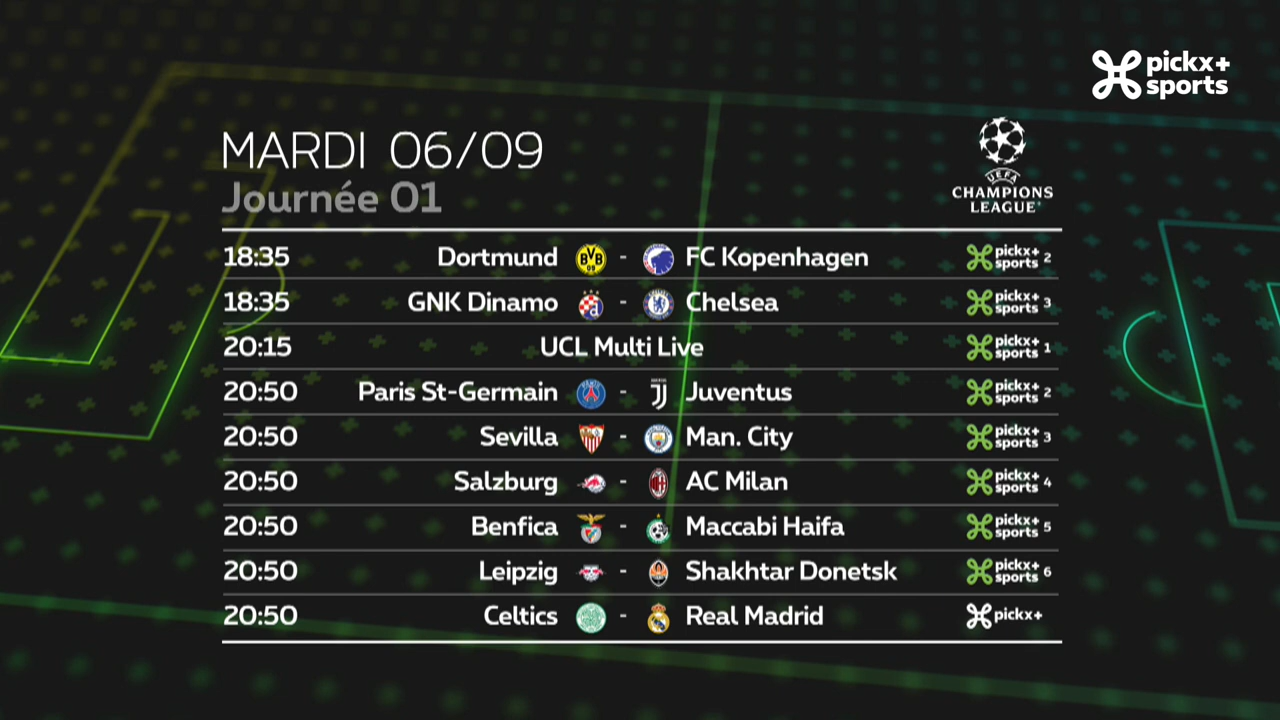 pickx+
sports
MARDI 06/09
Journée 01
UEFA
CHAMPIONS
LEAGUE
18:35 Dortmund BVB 09 - FC Kopenhagen pickx+ sports 2
18:35 GNK Dinamo - Chelsea pickx+ sports 3
20:15 UCL Multi Live pickx+ sports 1
20:50 Paris St-Germain PARIS - Juventus pickx+ sports 2
20:50 Sevilla - Man. City pickx+ sports 3
20:50 Salzburg - AC Milan pickx+ sports 4
20:50 Benfica - Maccabi Haifa pickx+ sports 5
20:50 Leipzig - Shakhtar Donetsk pickx+ sports 6
20:50 Celtics - Real Madrid pickx+